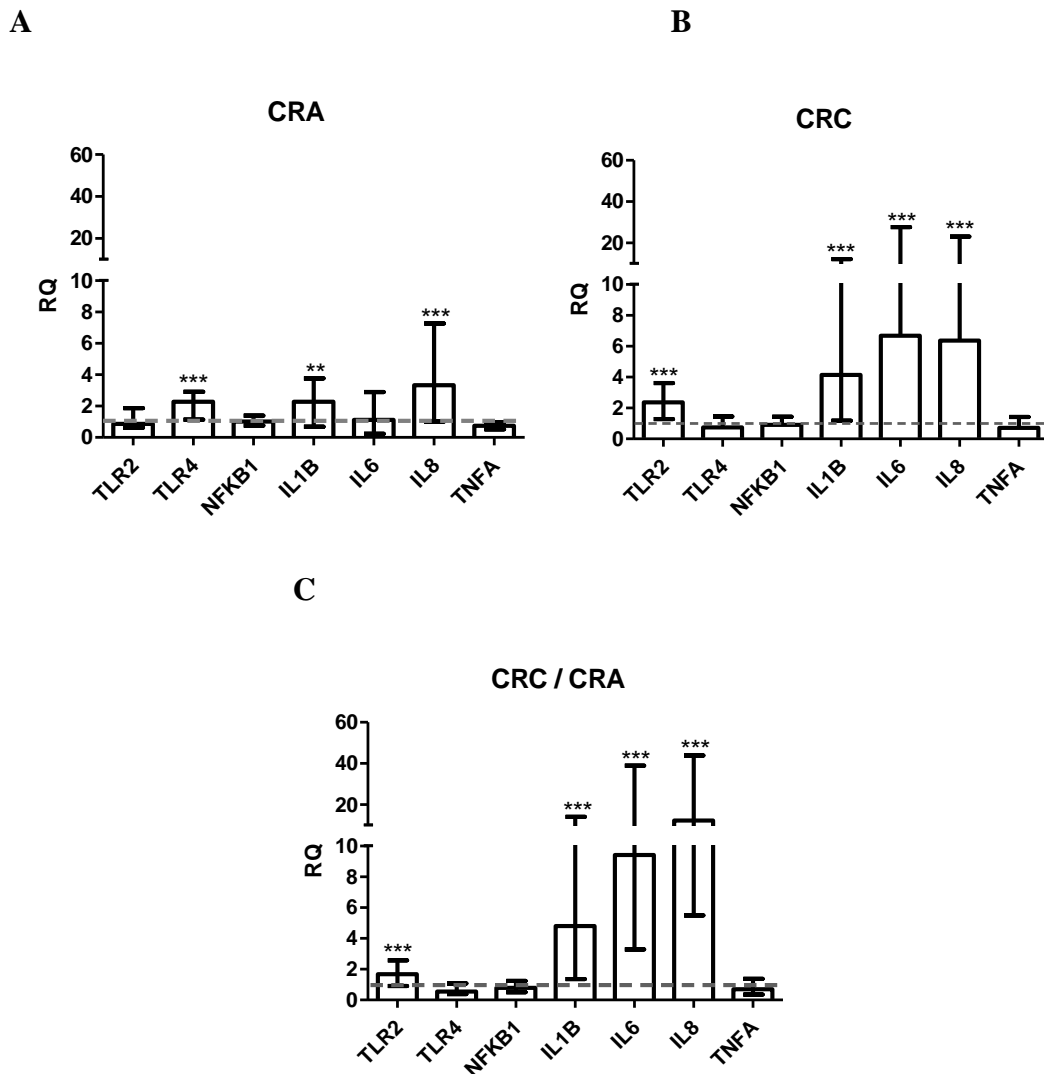 A
B
CRA
60
40
20
10
8
6
4
2
0
RQ
***
**
***
TLR2
TLR4
NFKB1
IL1B
IL6
IL8
TNFA
CRC
60
40
20
10
8
6
4
2
0
RQ
***
***
***
***
TLR2
TLR4
NFKB1
IL1B
IL6
IL8
TNFA
C
CRC / CRA
60
40
20
10
8
6
4
2
0
RQ
***
***
***
***
TLR2
TLR4
NFKB1
IL1B
IL6
IL8
TNFA